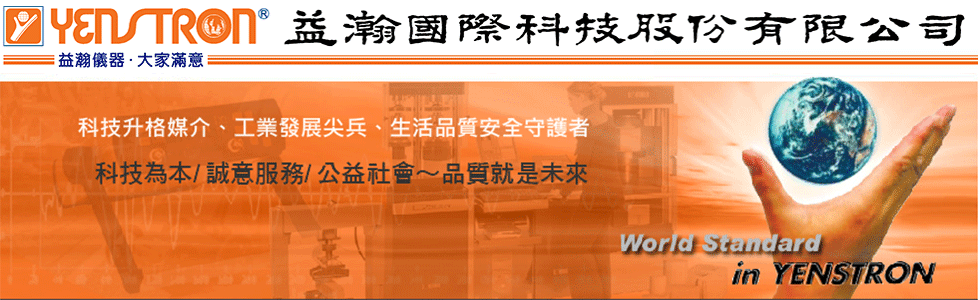 YENSTRON® 益瀚國際科技股份有限公司
益瀚儀器·大家滿意
科技升格媒介、工業發展尖兵、生活品質安全守護者
科技為本/ 誠意服務/ 公益社會～品質就是未來
World Standard
in YENSTRON